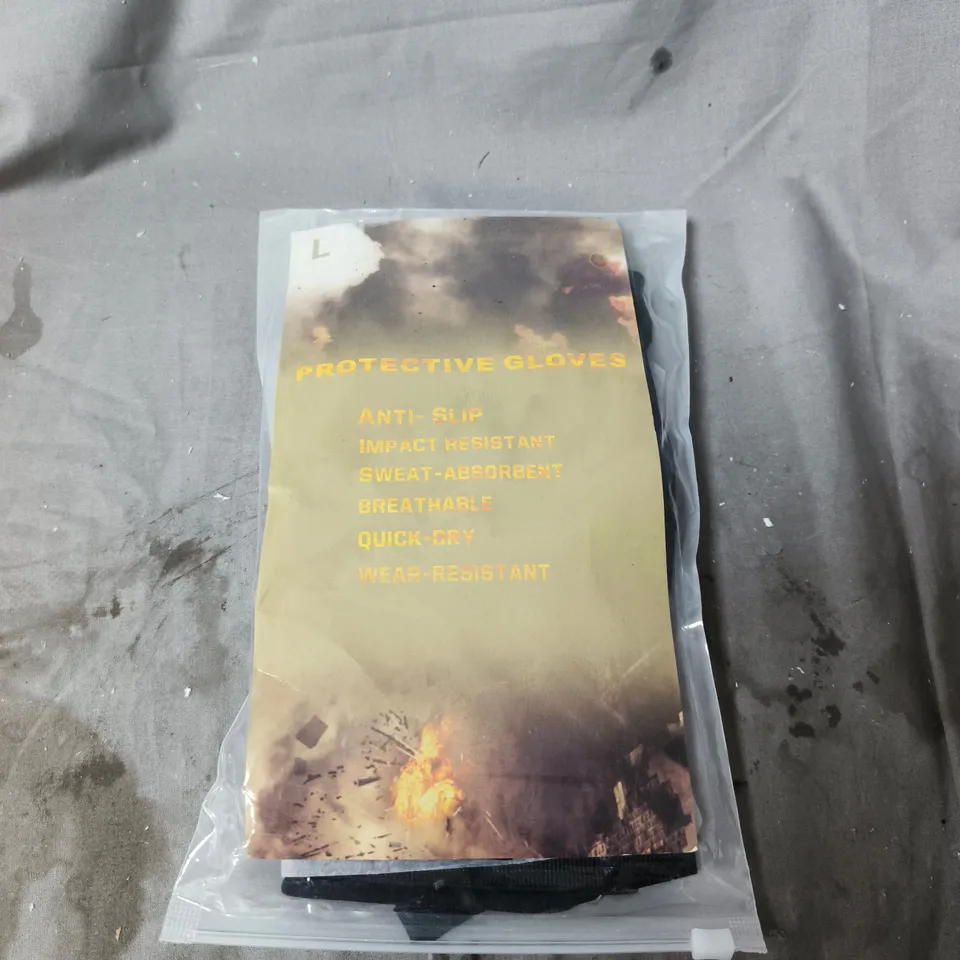 L
PROTECTIVE GLOVES
ANTI- SLIP
IMPACT RESISTANT
SWEAT-ABSORBENT
BREATHABLE
QUICK-DRY
WEAR-RESISTANT